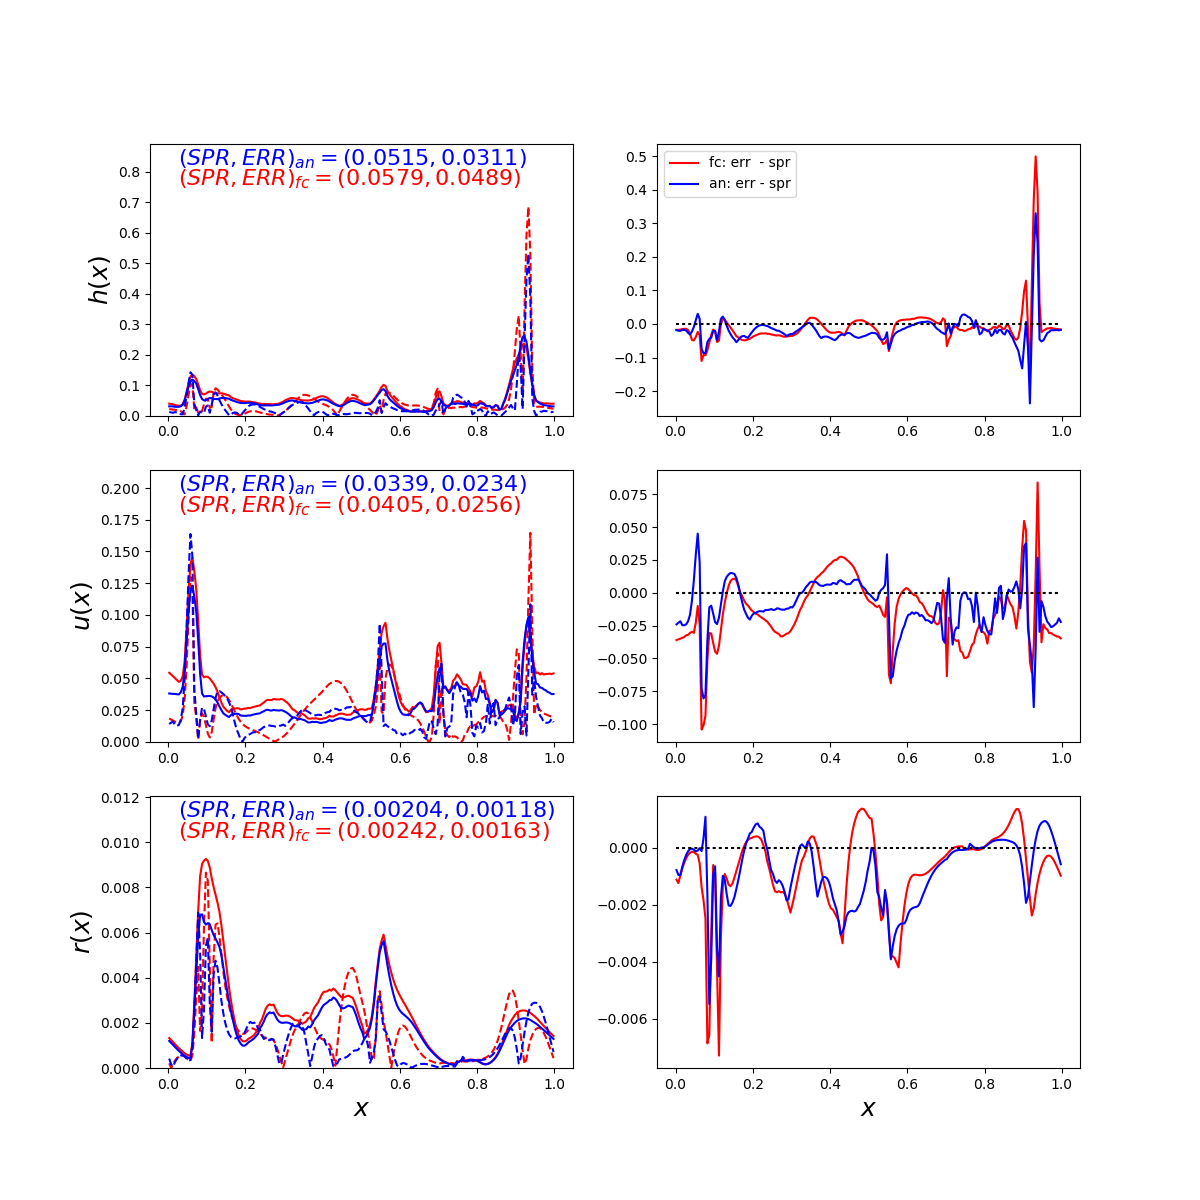 (SPR, ERR)an = (0.0515, 0.0311)
(SPR, ERR)fc = (0.0579, 0.0489)
h(x)
0.8
0.7
0.6
0.5
0.4
0.3
0.2
0.1
0.0
0.0 0.2 0.4 0.6 0.8 1.0
fc: err - spr
an: err - spr
0.5
0.4
0.3
0.2
0.1
0.0
−0.1
−0.2
0.0 0.2 0.4 0.6 0.8 1.0
(SPR, ERR)an = (0.0339, 0.0234)
(SPR, ERR)fc = (0.0405, 0.0256)
u(x)
0.200
0.175
0.150
0.125
0.100
0.075
0.050
0.025
0.000
0.0 0.2 0.4 0.6 0.8 1.0
0.075
0.050
0.025
0.000
−0.025
−0.050
−0.075
−0.100
0.0 0.2 0.4 0.6 0.8 1.0
(SPR, ERR)an = (0.00204, 0.00118)
(SPR, ERR)fc = (0.00242, 0.00163)
r(x)
0.012
0.010
0.008
0.006
0.004
0.002
0.000
0.0 0.2 0.4 0.6 0.8 1.0
x
0.000
−0.002
−0.004
−0.006
0.0 0.2 0.4 0.6 0.8 1.0
x